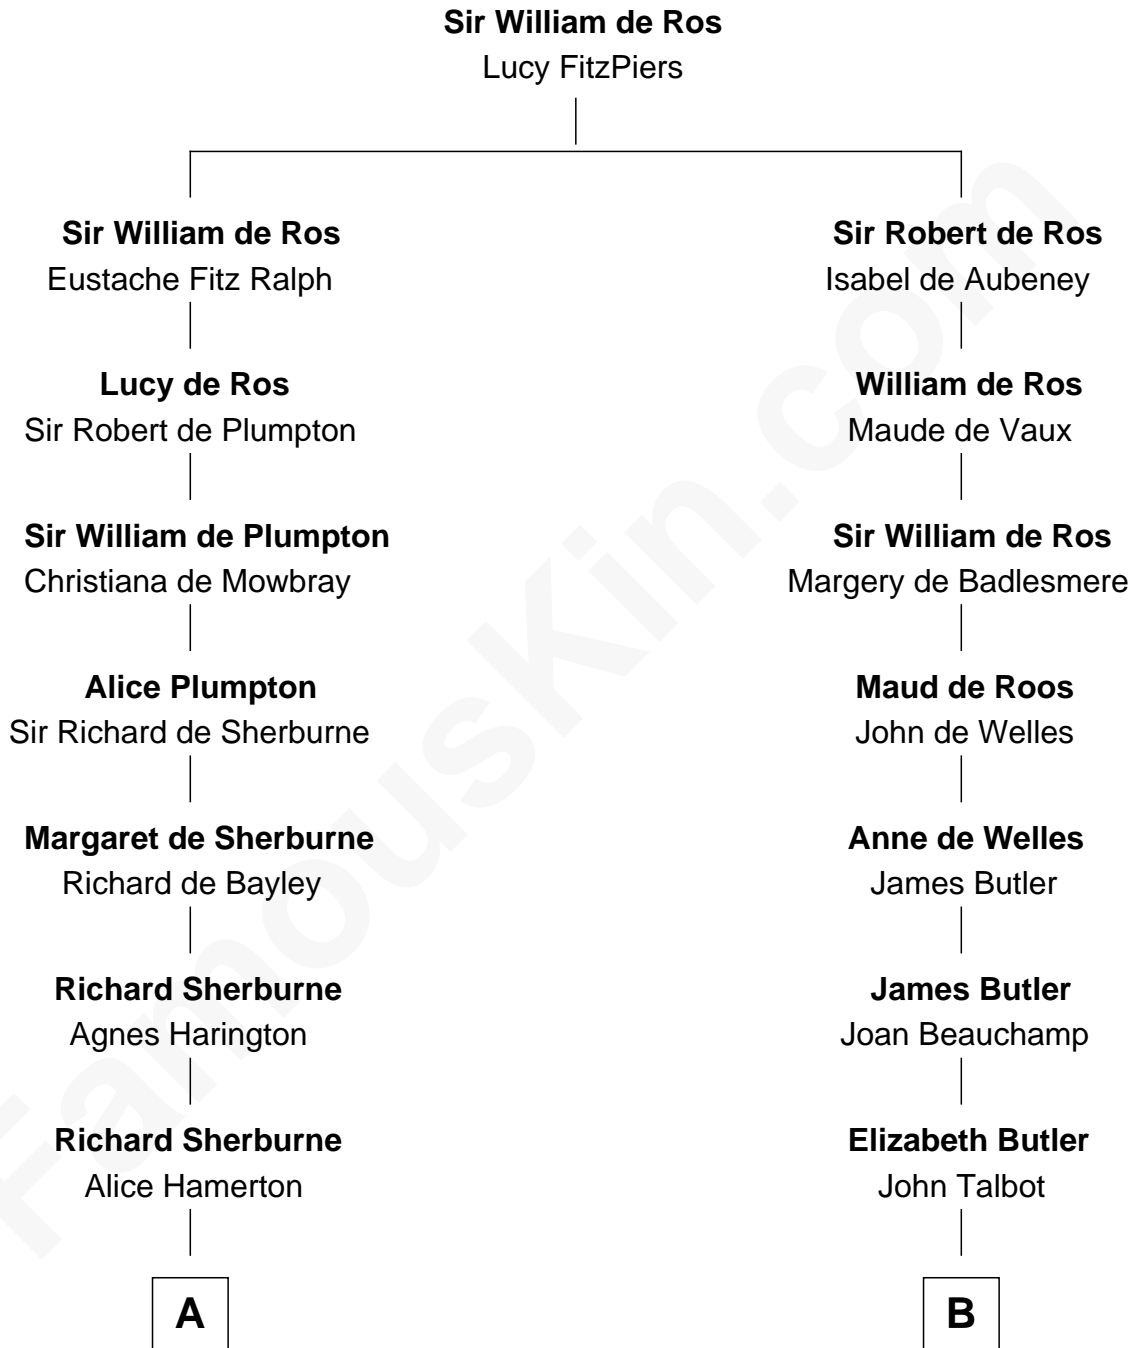 Sir William de Ros
Lucy FitzPiers
Sir William de Ros
Eustache Fitz Ralph
Lucy de Ros
Sir Robert de Plumpton
Sir William de Plumpton
Christiana de Mowbray
Alice Plumpton
Sir Richard de Sherburne
Margaret de Sherburne
Richard de Bayley
Richard Sherburne
Agnes Harington
Richard Sherburne
Alice Hamerton
A
Sir Robert de Ros
Isabel de Aubeney
William de Ros
Maude de Vaux
Sir William de Ros
Margery de Badlesmere
Maud de Roos
John de Welles
Anne de Welles
James Butler
James Butler
Joan Beauchamp
Elizabeth Butler
John Talbot
B
FamousKin.com